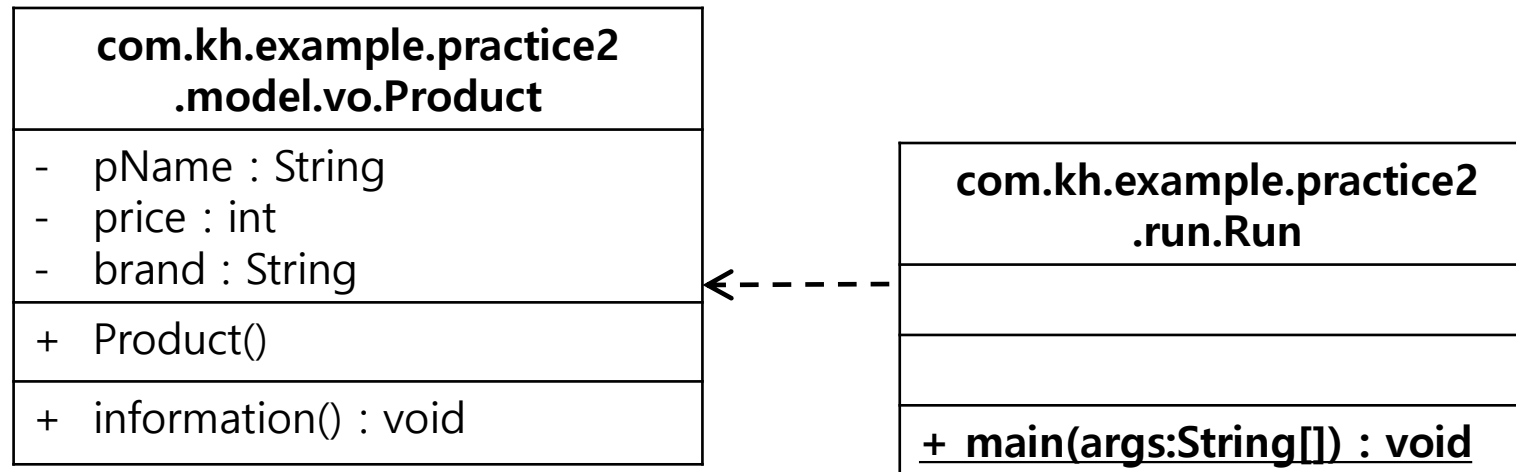 com.kh.example.practice2
.model.vo.Product
- pName : String
- price : int
- brand : String
+ Product()
+ information() : void
com.kh.example.practice2
.run.Run
+ main(args:String[]) : void